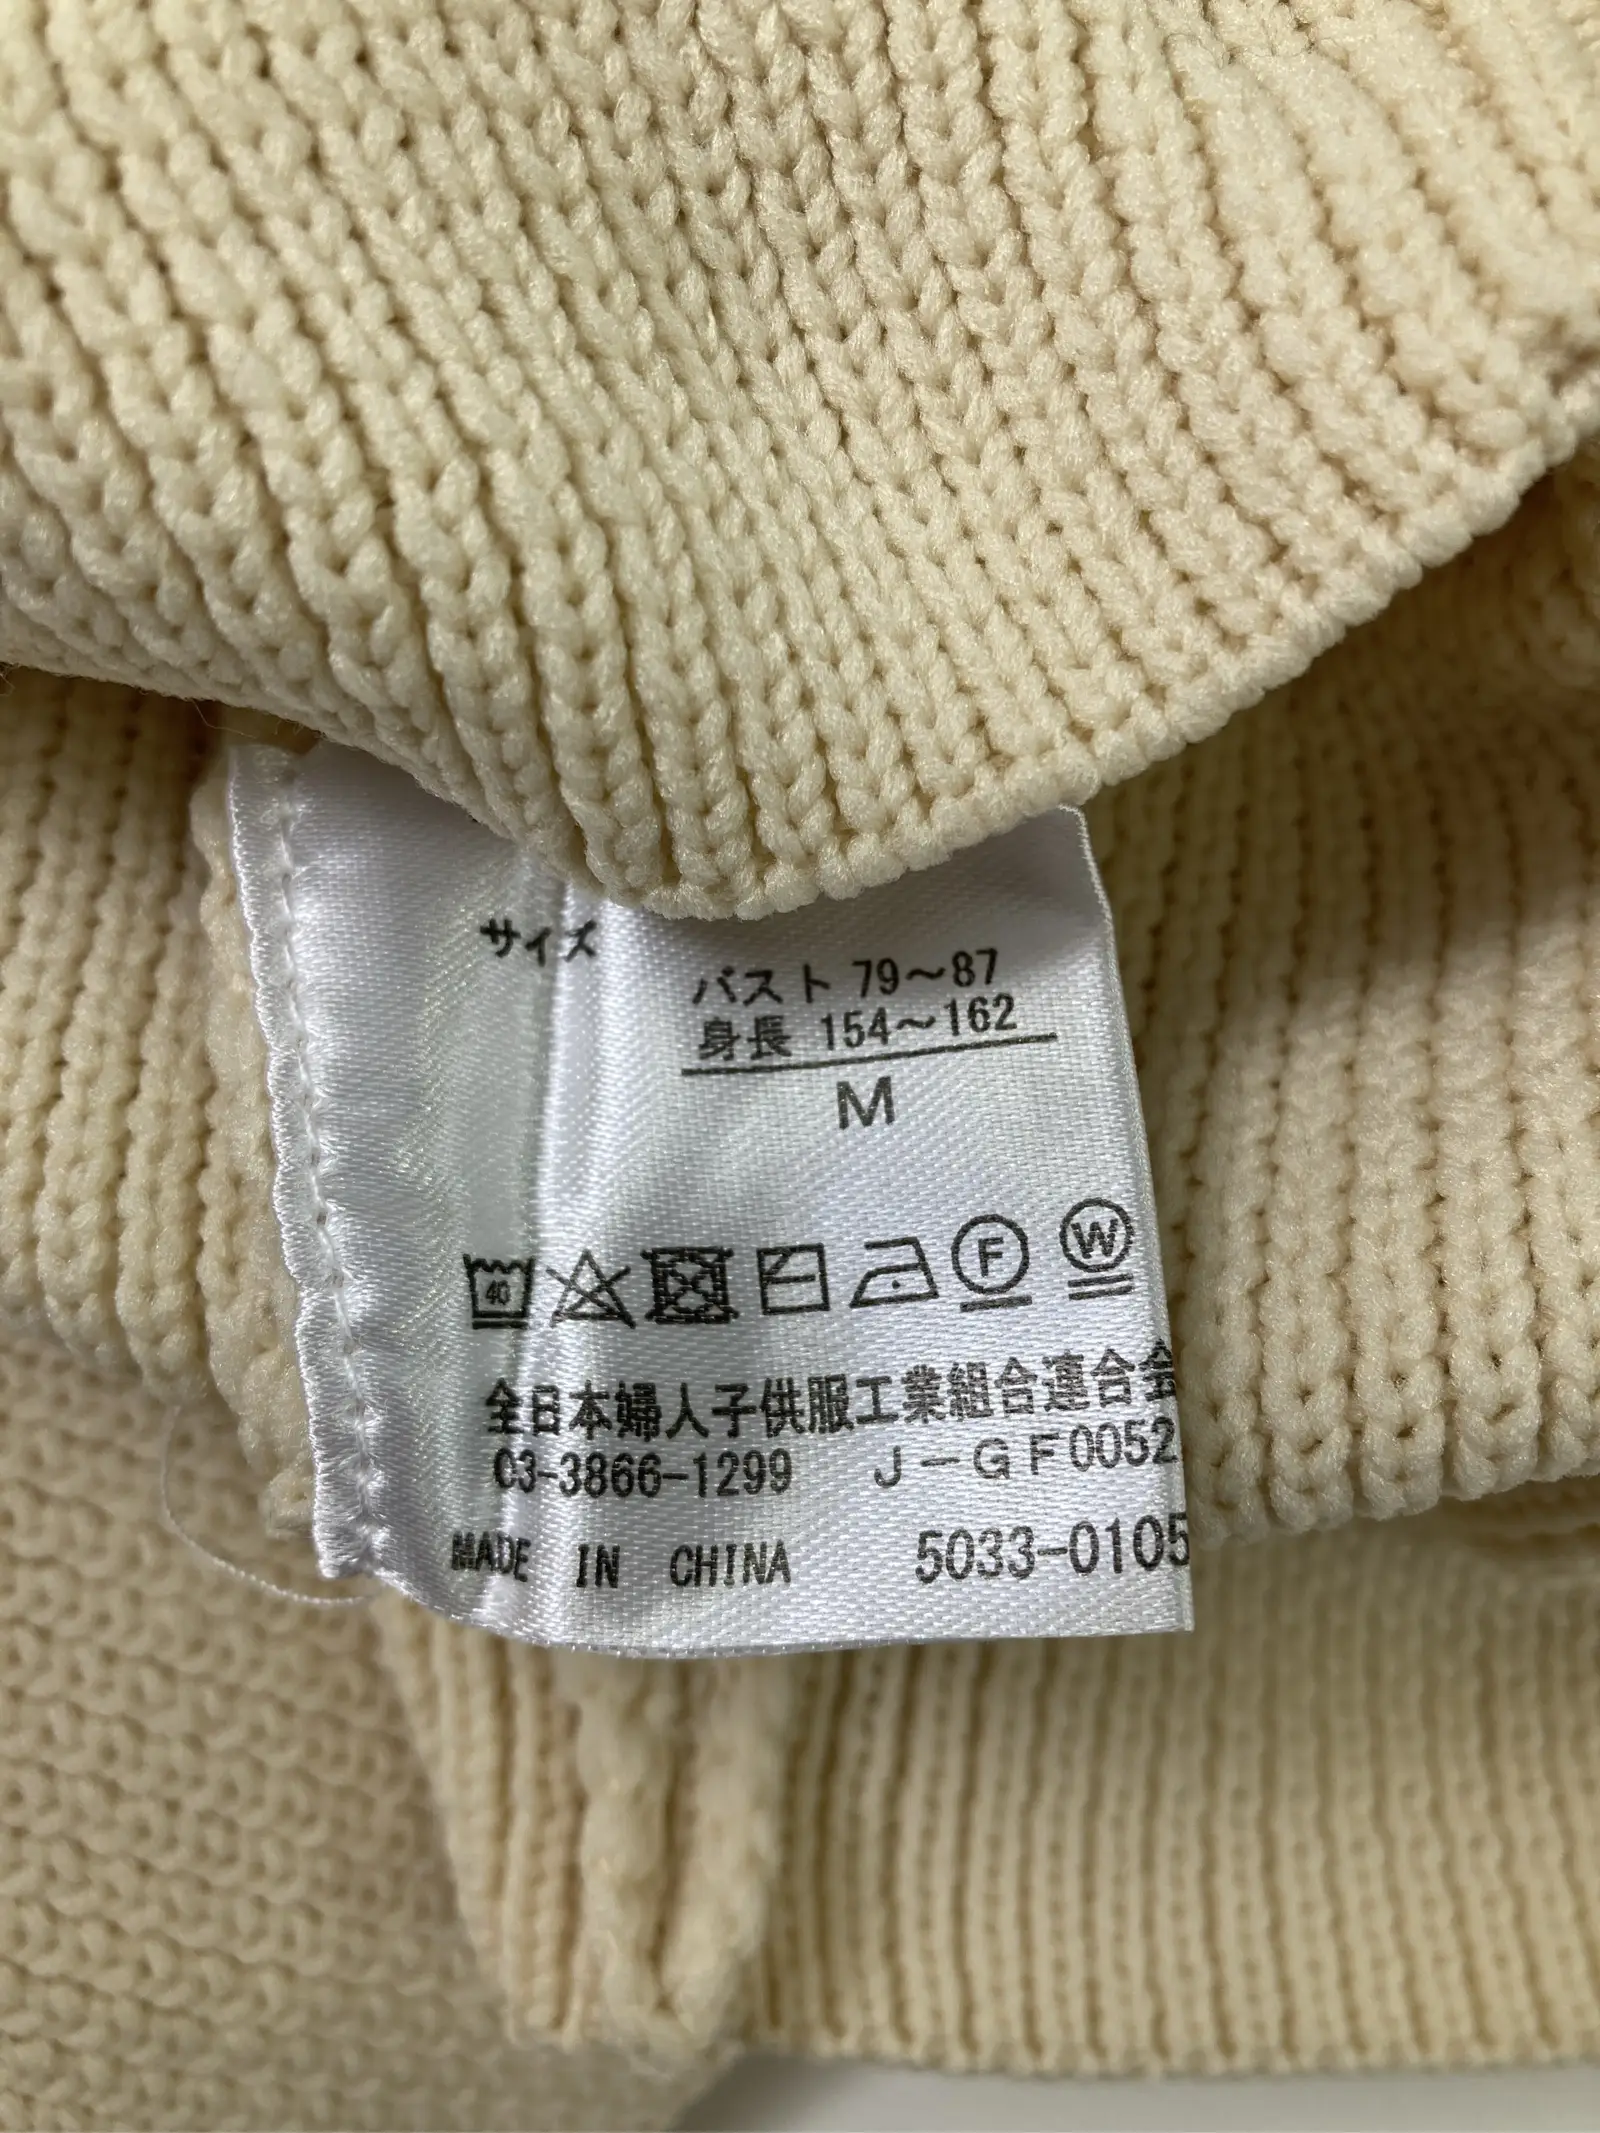 サイズ
バスト 79～87
身長 154～162
M
40
F
W
全日本婦人子供服工業組合連合会
03-3866-1299 J-GF0052
MADE IN CHINA 5033-0105